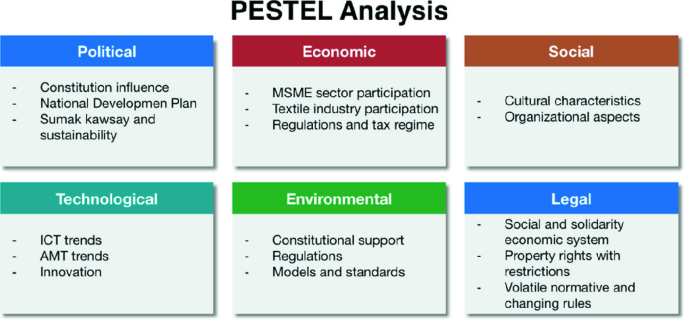 PESTEL Analysis
Political
- Constitution influence
- National Developmen Plan
- Sumak kawsay and
sustainability
Economic
- MSME sector participation
- Textile industry participation
- Regulations and tax regime
Social
- Cultural characteristics
- Organizational aspects
Technological
- ICT trends
- AMT trends
- Innovation
Environmental
- Constitutional support
- Regulations
- Models and standards
Legal
- Social and solidarity
economic system
- Property rights with
restrictions
- Volatile normative and
changing rules